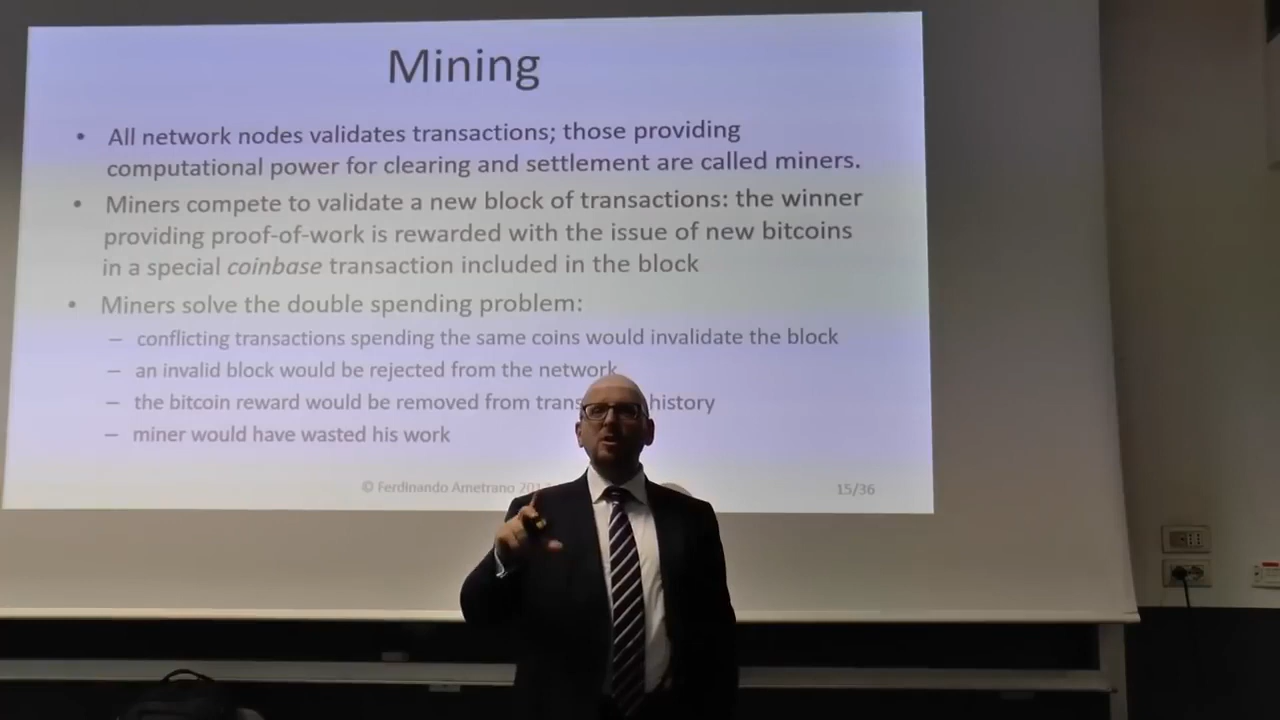 Mining
• All network nodes validates transactions; those providing
computational power for clearing and settlement are called miners.
• Miners compete to validate a new block of transactions: the winner
providing proof-of-work is rewarded with the issue of new bitcoins
in a special coinbase transaction included in the block
• Miners solve the double spending problem:
– conflicting transactions spending the same coins would invalidate the block
– an invalid block would be rejected from the network
– the bitcoin reward would be removed from history
– miner would have wasted his work
© Ferdinando Ametrano
15/36